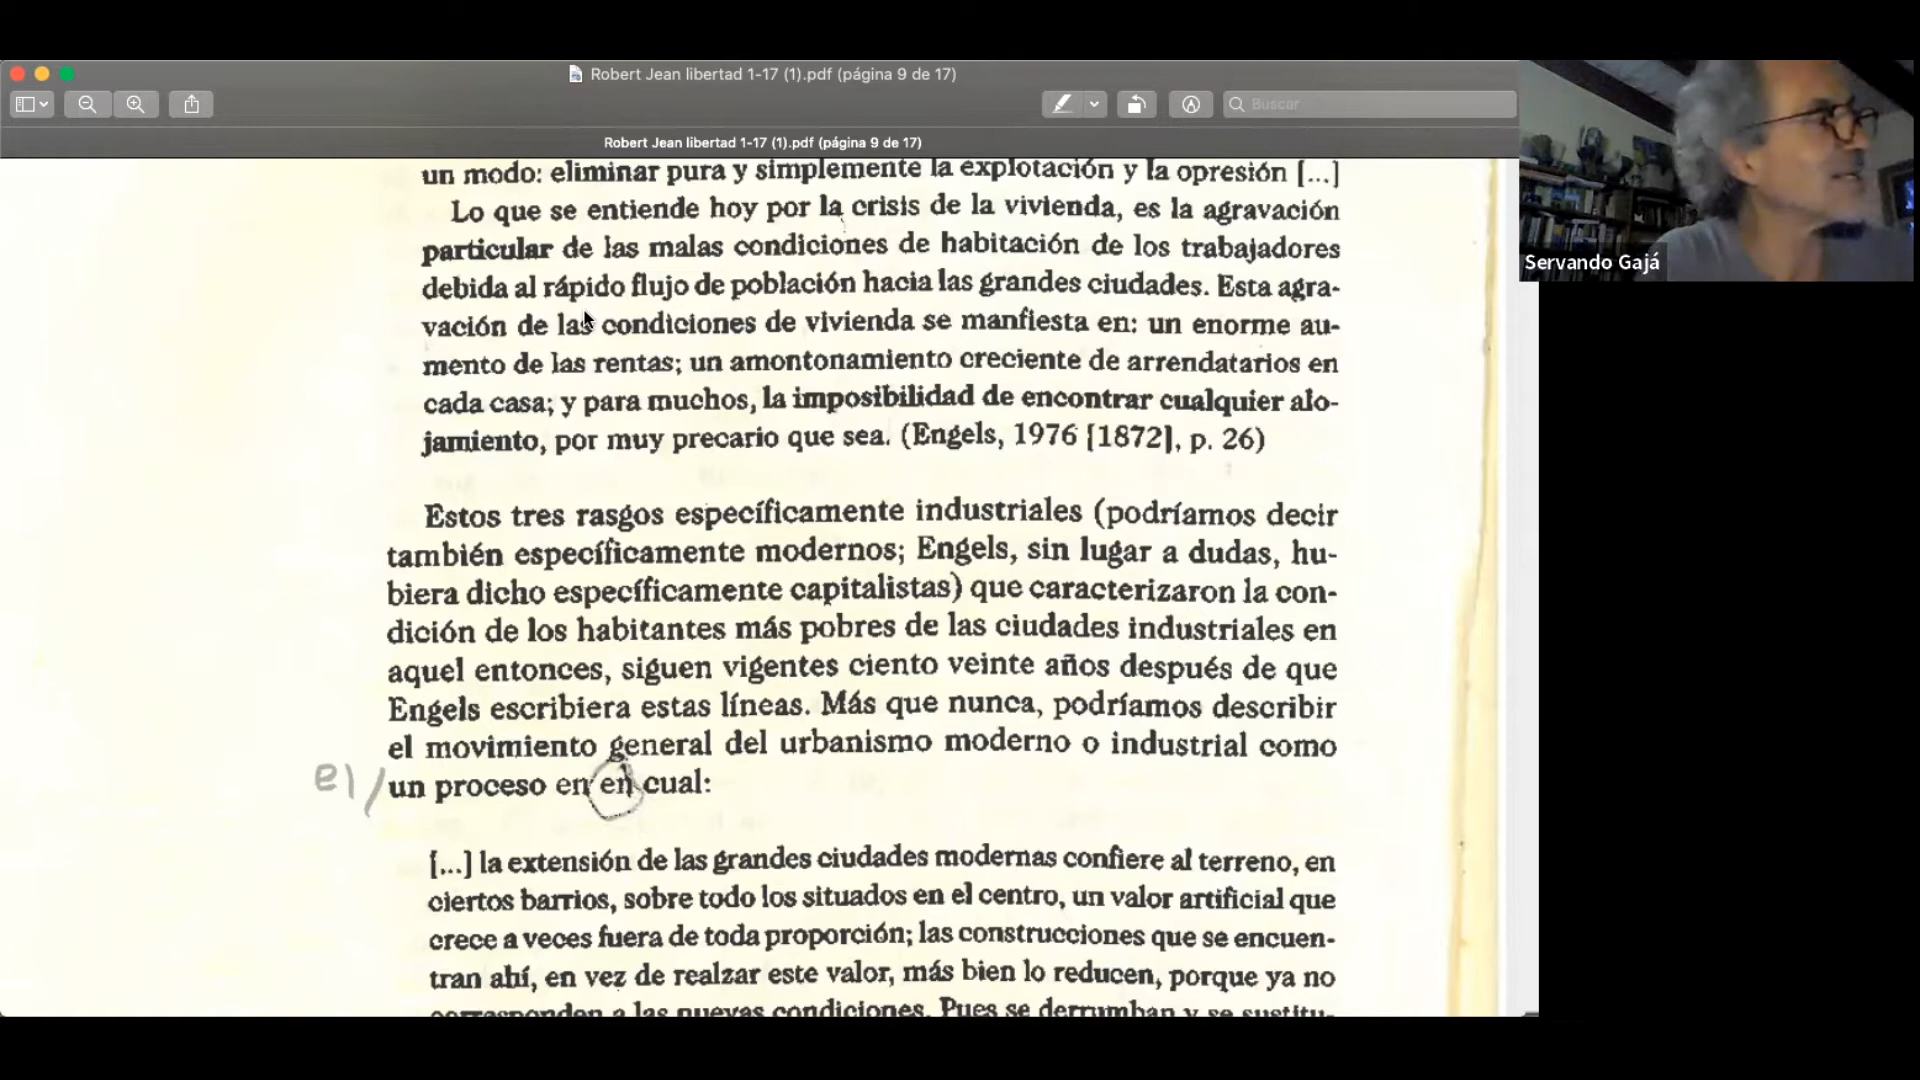 Robert Jean libertad 1-17 (1).pdf (página 9 de 17)
Buscar
Robert Jean libertad 1-17 (1).pdf (página 9 de 17)
Servando Gajá
un modo: eliminar pura y simplemente la explotación y la opresión [...]
Lo que se entiende hoy por la crisis de la vivienda, es la agravación
particular de las malas condiciones de habitación de los trabajadores
debida al rápido flujo de población hacia las grandes ciudades. Esta agra-
vación de las condiciones de vivienda se manfiesta en: un enorme au-
mento de las rentas; un amontonamiento creciente de arrendatarios en
cada casa; y para muchos, la imposibilidad de encontrar cualquier alo-
jamiento, por muy precario que sea. (Engels, 1976 [1872], p. 26)
Estos tres rasgos específicamente industriales (podríamos decir
también específicamente modernos; Engels, sin lugar a dudas, hu-
biera dicho específicamente capitalistas) que caracterizaron la con-
dición de los habitantes más pobres de las ciudades industriales en
aquel entonces, siguen vigentes ciento veinte años después de que
Engels escribiera estas líneas. Más que nunca, podríamos describir
el movimiento general del urbanismo moderno o industrial como
el/ un proceso en en cual:
[...] la extensión de las grandes ciudades modernas confiere al terreno, en
ciertos barrios, sobre todo los situados en el centro, un valor artificial que
crece a veces fuera de toda proporción; las construcciones que se encuen-
tran ahí, en vez de realzar este valor, más bien lo reducen, porque ya no
corresponden a las nuevas condiciones. Pues se derrumban y se sustitu-